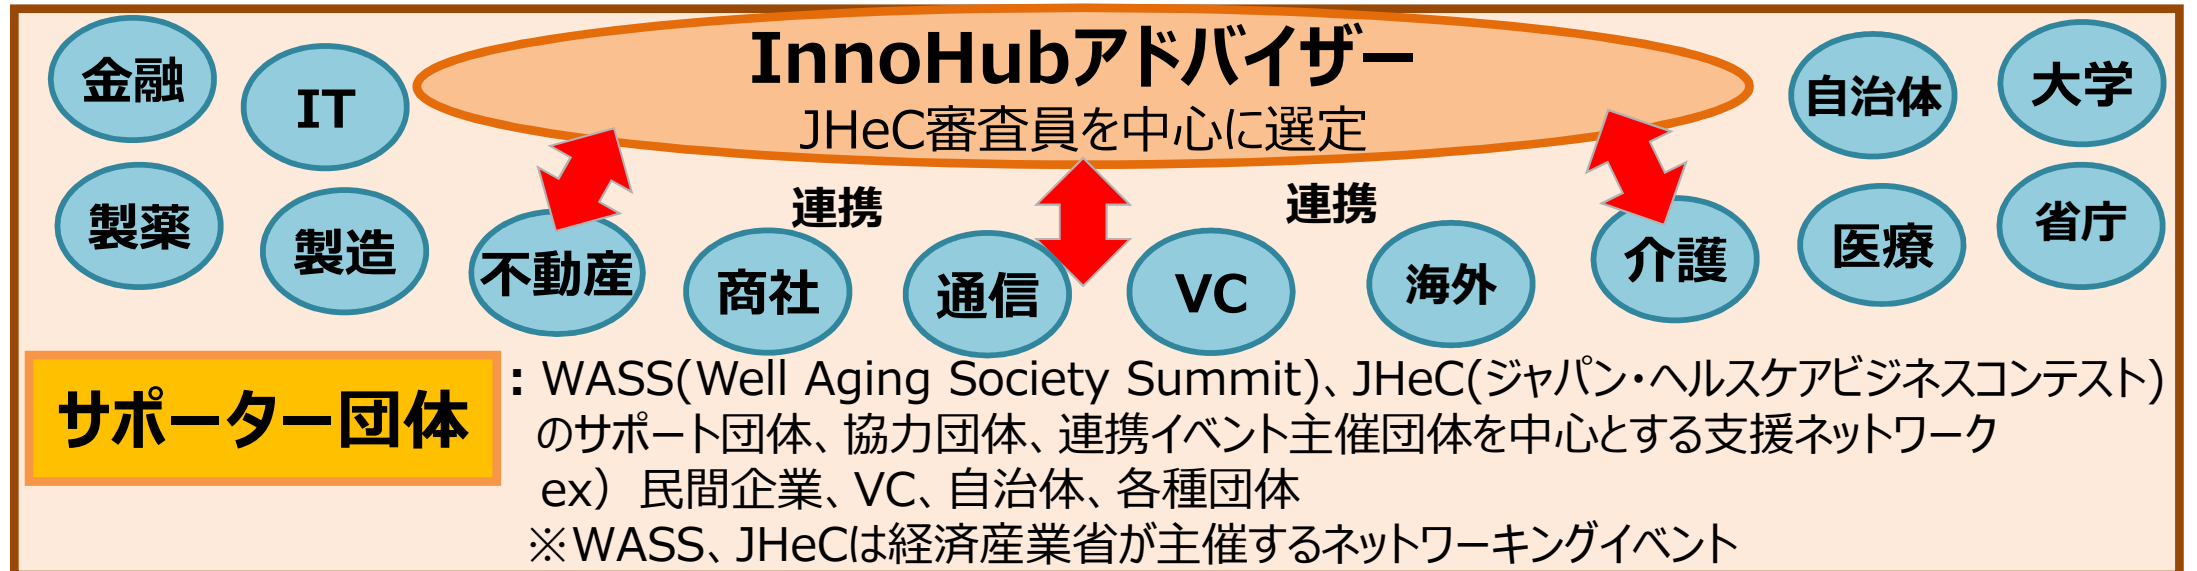 InnoHubアドバイザー
JHeC審査員を中心に選定
金融
IT
自治体
大学
製薬
製造
連携
連携
不動産
商社
通信
VC
海外
介護
医療
省庁
サポーター団体
：WASS(Well Aging Society Summit)、JHeC(ジャパン・ヘルスケアビジネスコンテスト)
のサポート団体、協力団体、連携イベント主催団体を中心とする支援ネットワーク
ex）民間企業、VC、自治体、各種団体
※WASS、JHeCは経済産業省が主催するネットワーキングイベント